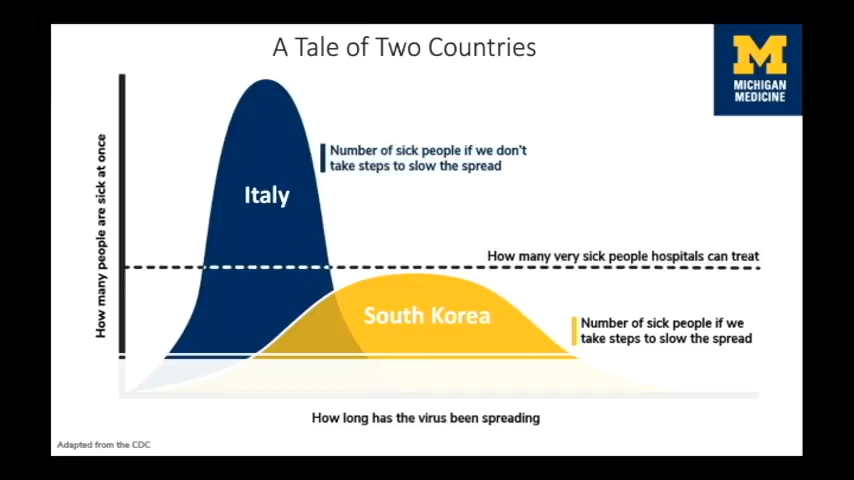 A Tale of Two Countries
M
MICHIGAN
MEDICINE
How many people are sick at once
Number of sick people if we don't
take steps to slow the spread
Italy
How many very sick people hospitals can treat
South Korea
Number of sick people if we
take steps to slow the spread
How long has the virus been spreading
Adapted from the CDC